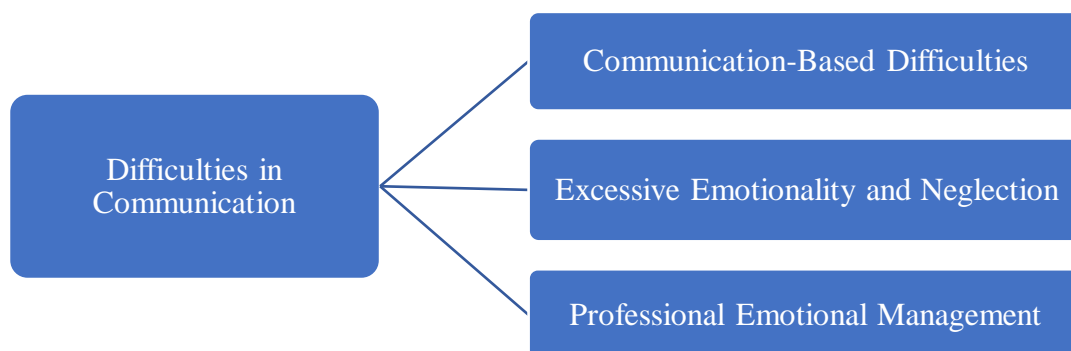 Difficulties in
Communication
Communication-Based Difficulties
Excessive Emotionality and Neglection
Professional Emotional Management